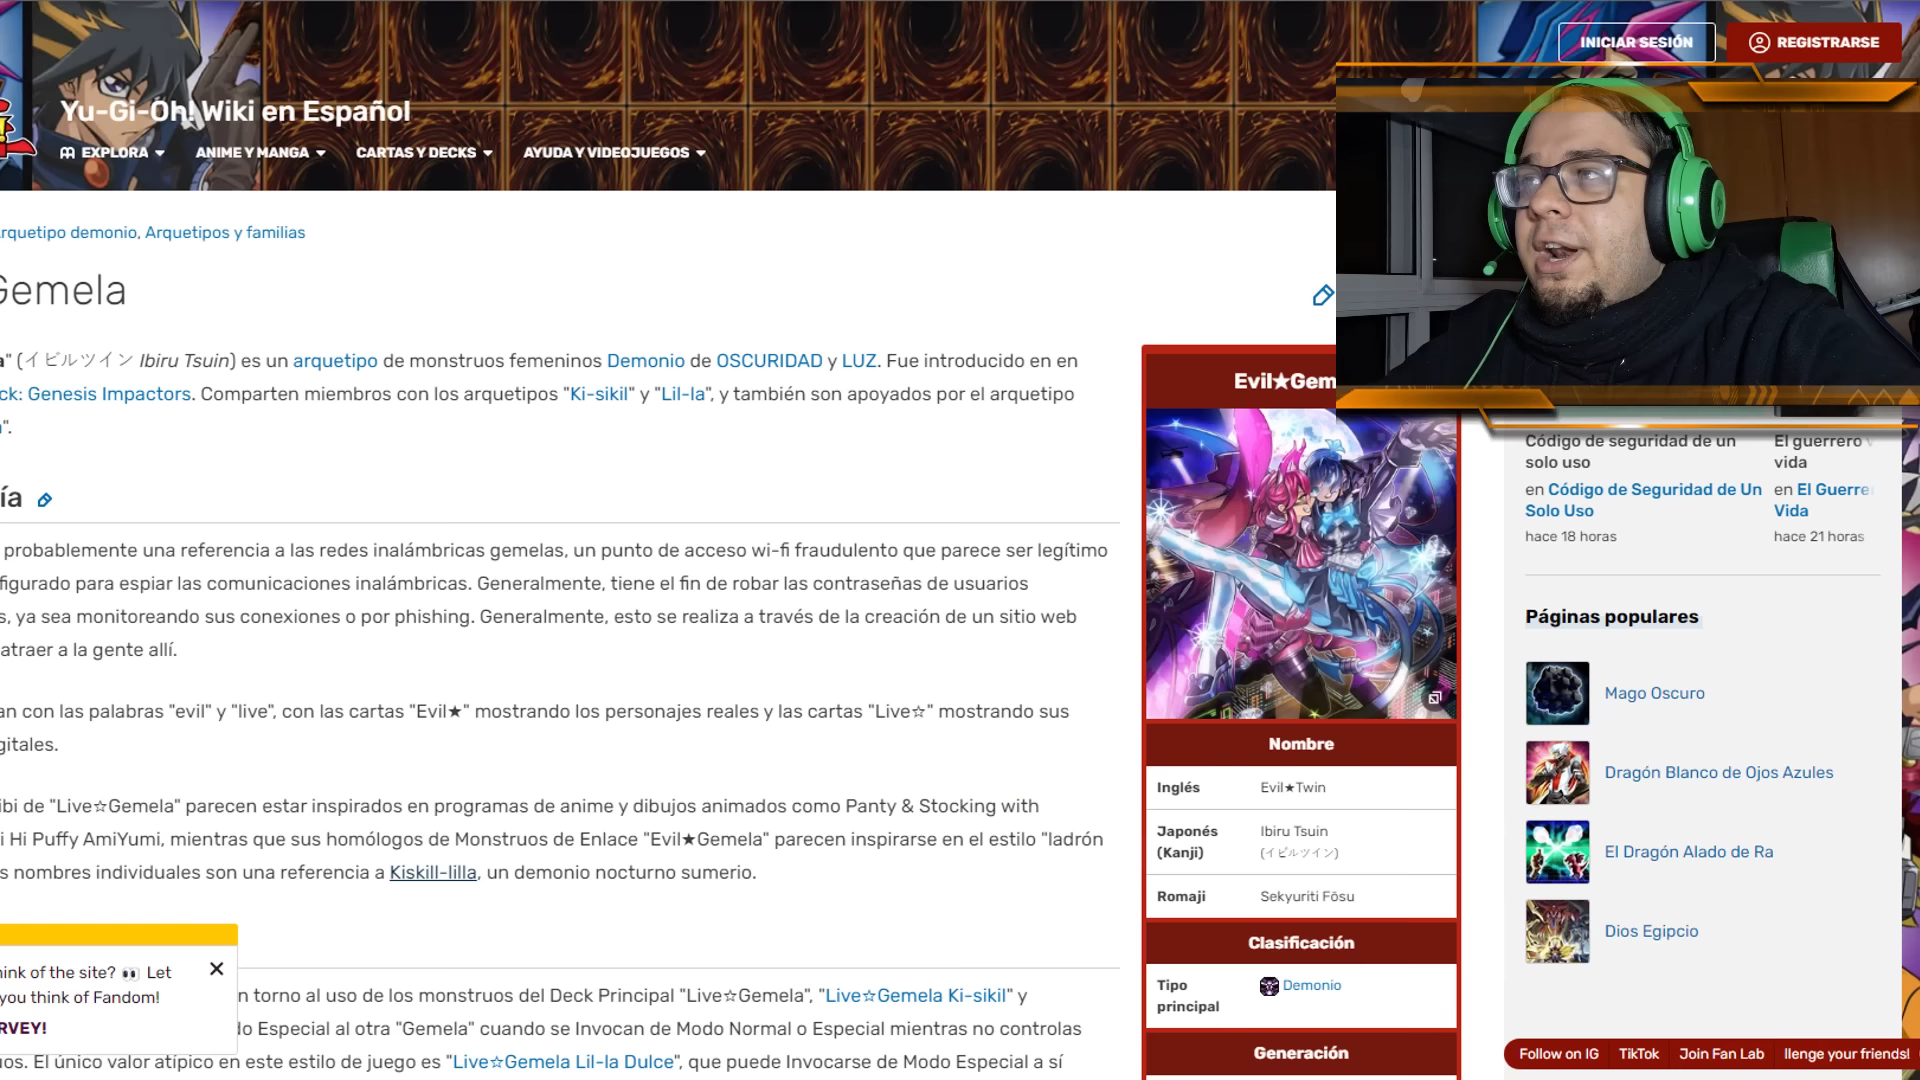 INICIAR SESIÓN
REGISTRARSE
Yu-Gi-Oh! Wiki en Español
EXPLORA
ANIME Y MANGA
CARTAS Y DECKS
AYUDA Y VIDEOJUEGOS
rquetipo demonio, Arquetipos y familias
Gemela
a" (イビルツイン Ibiru Tsuin) es un arquetipo de monstruos femeninos Demonio de OSCURIDAD y LUZ. Fue introducido en en
ck: Genesis Impactors. Comparten miembros con los arquetipos "Ki-sikil" y "Lil-la", y también son apoyados por el arquetipo
".
ía
probablemente una referencia a las redes inalámbricas gemelas, un punto de acceso wi-fi fraudulento que parece ser legítimo
figurado para espiar las comunicaciones inalámbricas. Generalmente, tiene el fin de robar las contraseñas de usuarios
s, ya sea monitoreando sus conexiones o por phishing. Generalmente, esto se realiza a través de la creación de un sitio web
atraer a la gente allí.
an con las palabras "evil" y "live", con las cartas "Evil★" mostrando los personajes reales y las cartas "Live☆" mostrando sus
gitales.
ibi de "Live☆Gemela" parecen estar inspirados en programas de anime y dibujos animados como Panty & Stocking with
i Hi Puffy AmiYumi, mientras que sus homólogos de Monstruos de Enlace "Evil★Gemela" parecen inspirarse en el estilo "ladrón
s nombres individuales son una referencia a Kiskill-lilla, un demonio nocturno sumerio.
ink of the site? 👀 Let
you think of Fandom!
RVEY!
n torno al uso de los monstruos del Deck Principal "Live☆Gemela", "Live☆Gemela Ki-sikil" y
lo Especial al otra "Gemela" cuando se Invocan de Modo Normal o Especial mientras no controlas
os. El único valor atípico en este estilo de juego es "Live☆Gemela Lil-la Dulce", que puede Invocarse de Modo Especial a sí
Evil★Gem
Nombre
Inglés Evil★Twin
Japonés Ibiru Tsuin
(Kanji) (イビルツイン)
Romaji Sekyuriti Fōsu
Clasificación
Tipo Demonio
principal
Generación
Código de seguridad de un
solo uso
en Código de Seguridad de Un
Solo Uso
hace 18 horas
El guerrero v
vida
en El Guerre
Vida
hace 21 horas
Páginas populares
Mago Oscuro
Dragón Blanco de Ojos Azules
El Dragón Alado de Ra
Dios Egipcio
Follow on IG TikTok Join Fan Lab llenge your friends!